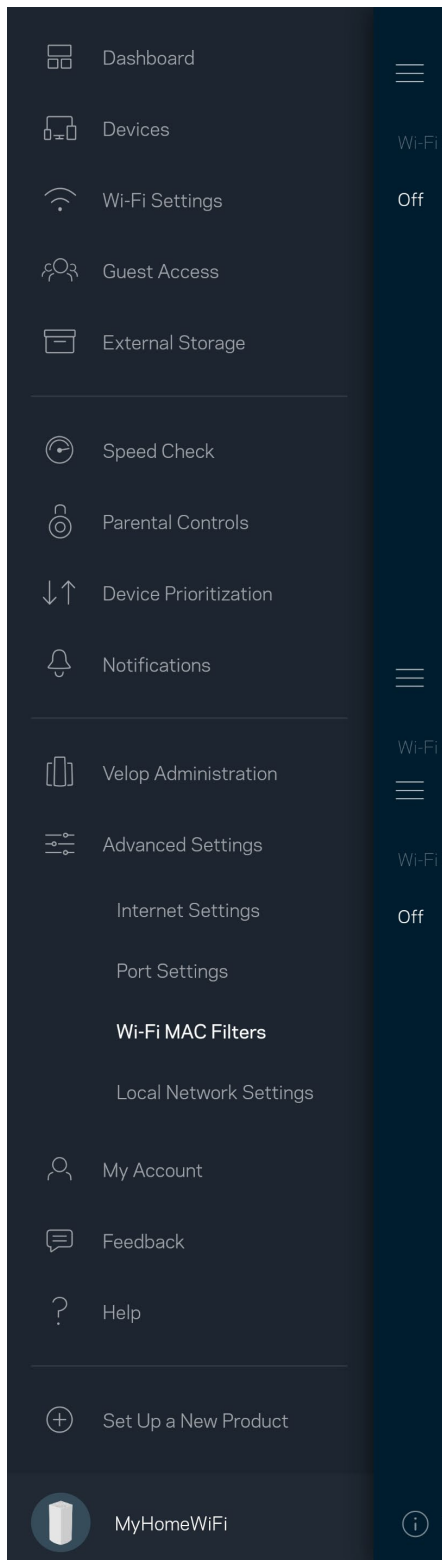 Dashboard
Devices
Wi-Fi Settings
Guest Access
External Storage
Speed Check
Parental Controls
Device Prioritization
Notifications
Velop Administration
Advanced Settings
Internet Settings
Port Settings
Wi-Fi MAC Filters
Local Network Settings
My Account
Feedback
Help
Set Up a New Product
MyHomeWiFi
Wi-Fi
Off
Wi-Fi
Wi-Fi
Off